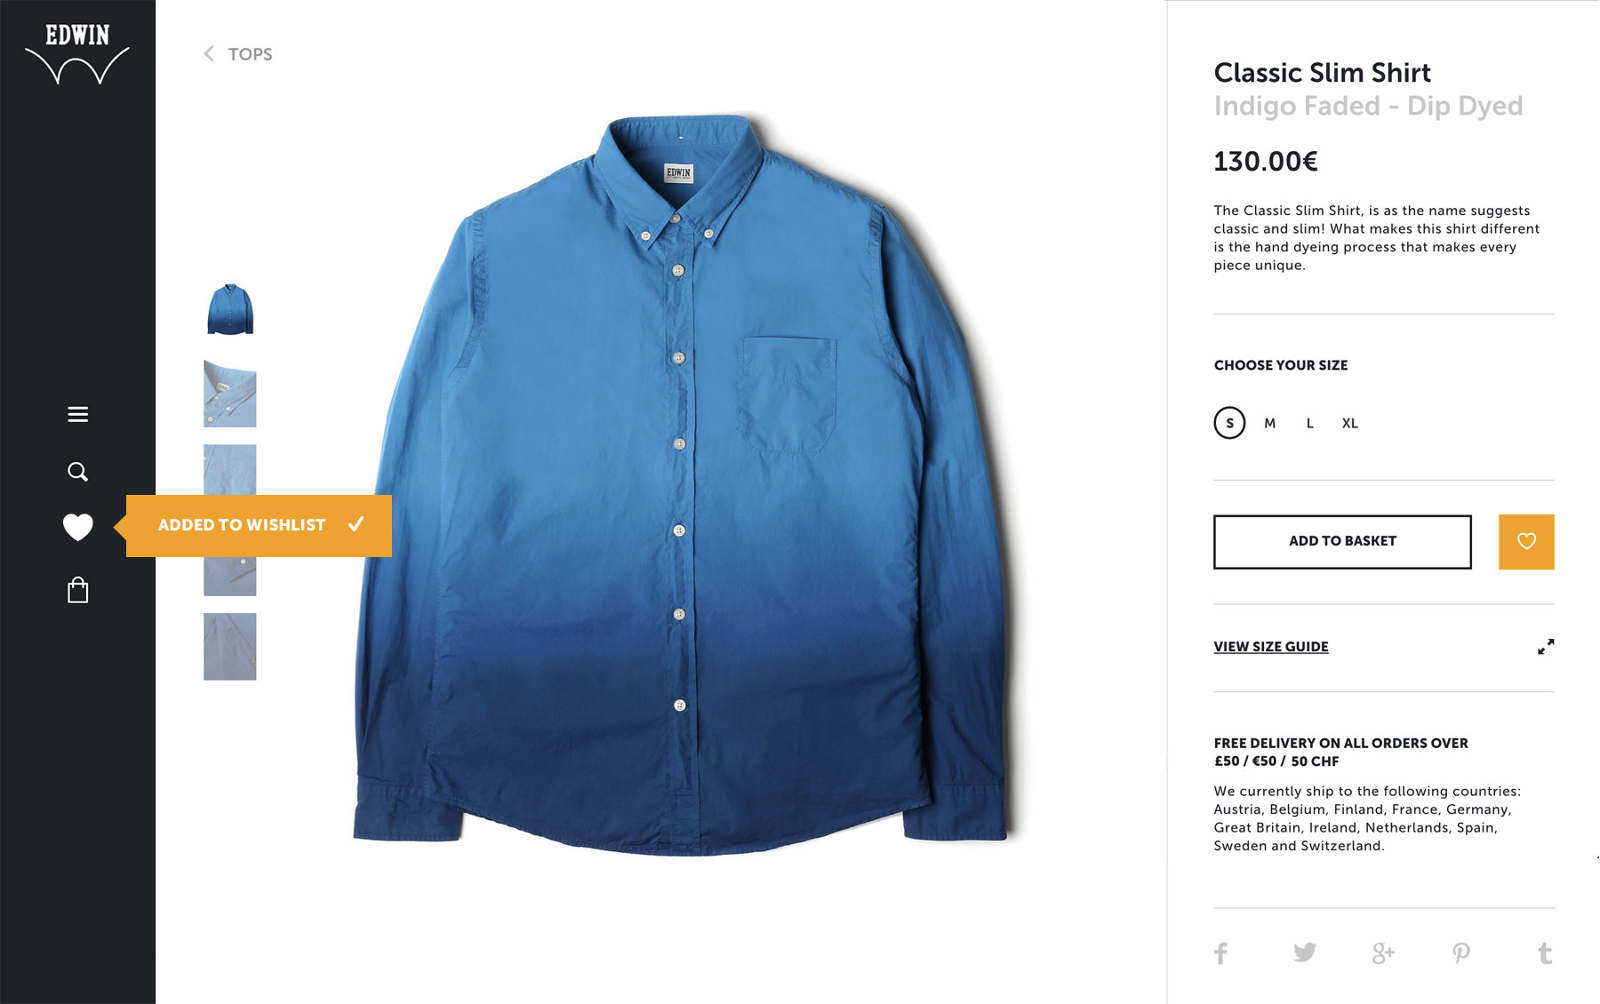 EDWIN
TOPS
EDWIN
ADDED TO WISHLIST
Classic Slim Shirt
Indigo Faded - Dip Dyed
130.00€
The Classic Slim Shirt, is as the name suggests
classic and slim! What makes this shirt different
is the hand dyeing process that makes every
piece unique.
CHOOSE YOUR SIZE
S M L XL
ADD TO BASKET
VIEW SIZE GUIDE
FREE DELIVERY ON ALL ORDERS OVER
£50 / €50 / 50 CHF
We currently ship to the following countries:
Austria, Belgium, Finland, France, Germany,
Great Britain, Ireland, Netherlands, Spain,
Sweden and Switzerland.